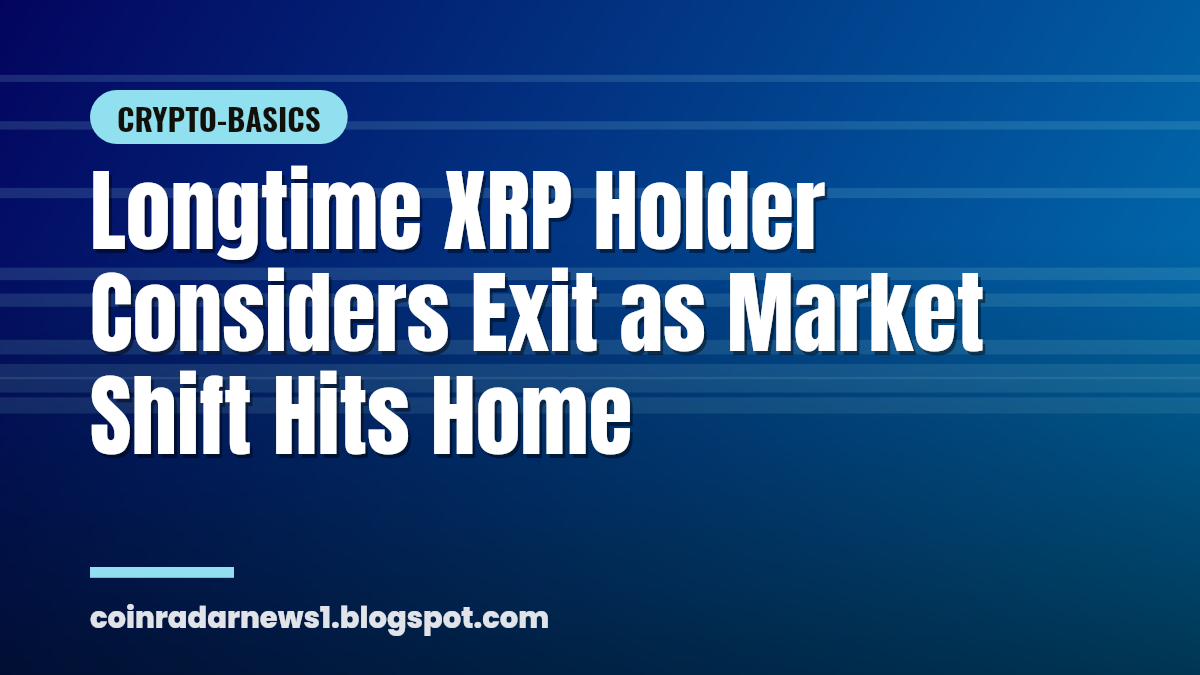 CRYPTO-BASICS
Longtime XRP Holder
Considers Exit as Market
Shift Hits Home
coinradarnews1.blogspot.com